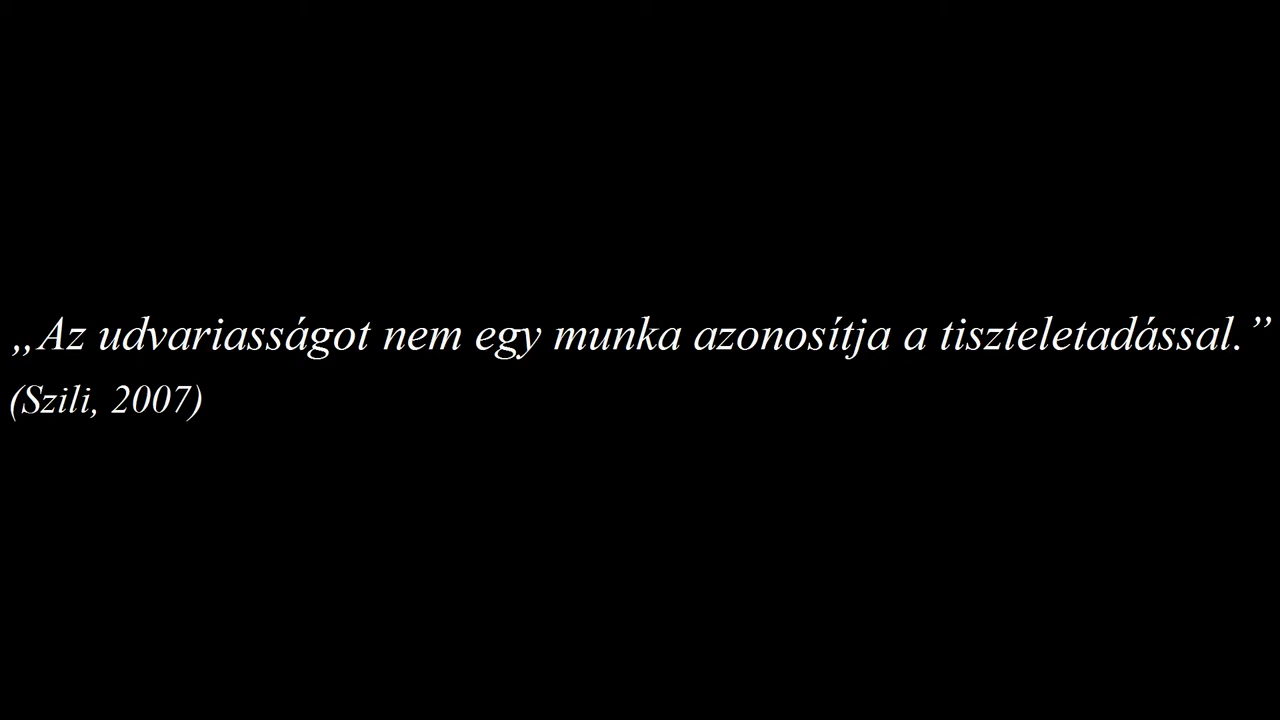 „Az udvariasságot nem egy munka azonosítja a tiszteletadással.”
(Szili, 2007)